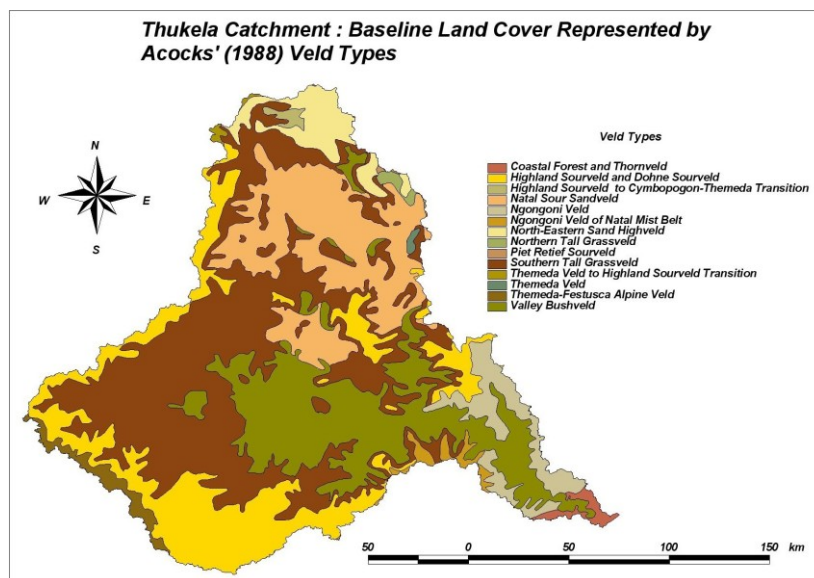 Thukela Catchment : Baseline Land Cover Represented by
Acocks' (1988) Veld Types
Veld Types
Coastal Forest and Thornveld
Highland Sourveld and Dohne Sourveld
Highland Sourveld to Cymbopogon-Themeda Transition
Natal Sour Sandveld
Ngongoni Veld
Ngongoni Veld of Natal Mist Belt
North-Eastern Sand Highveld
Northern Tall Grassveld
Piet Retief Sourveld
Southern Tall Grassveld
Themeda Veld to Highland Sourveld Transition
Themeda Veld
Themeda-Festusca Alpine Veld
Valley Bushveld
N
W E
S
50 0 50 100 150 km